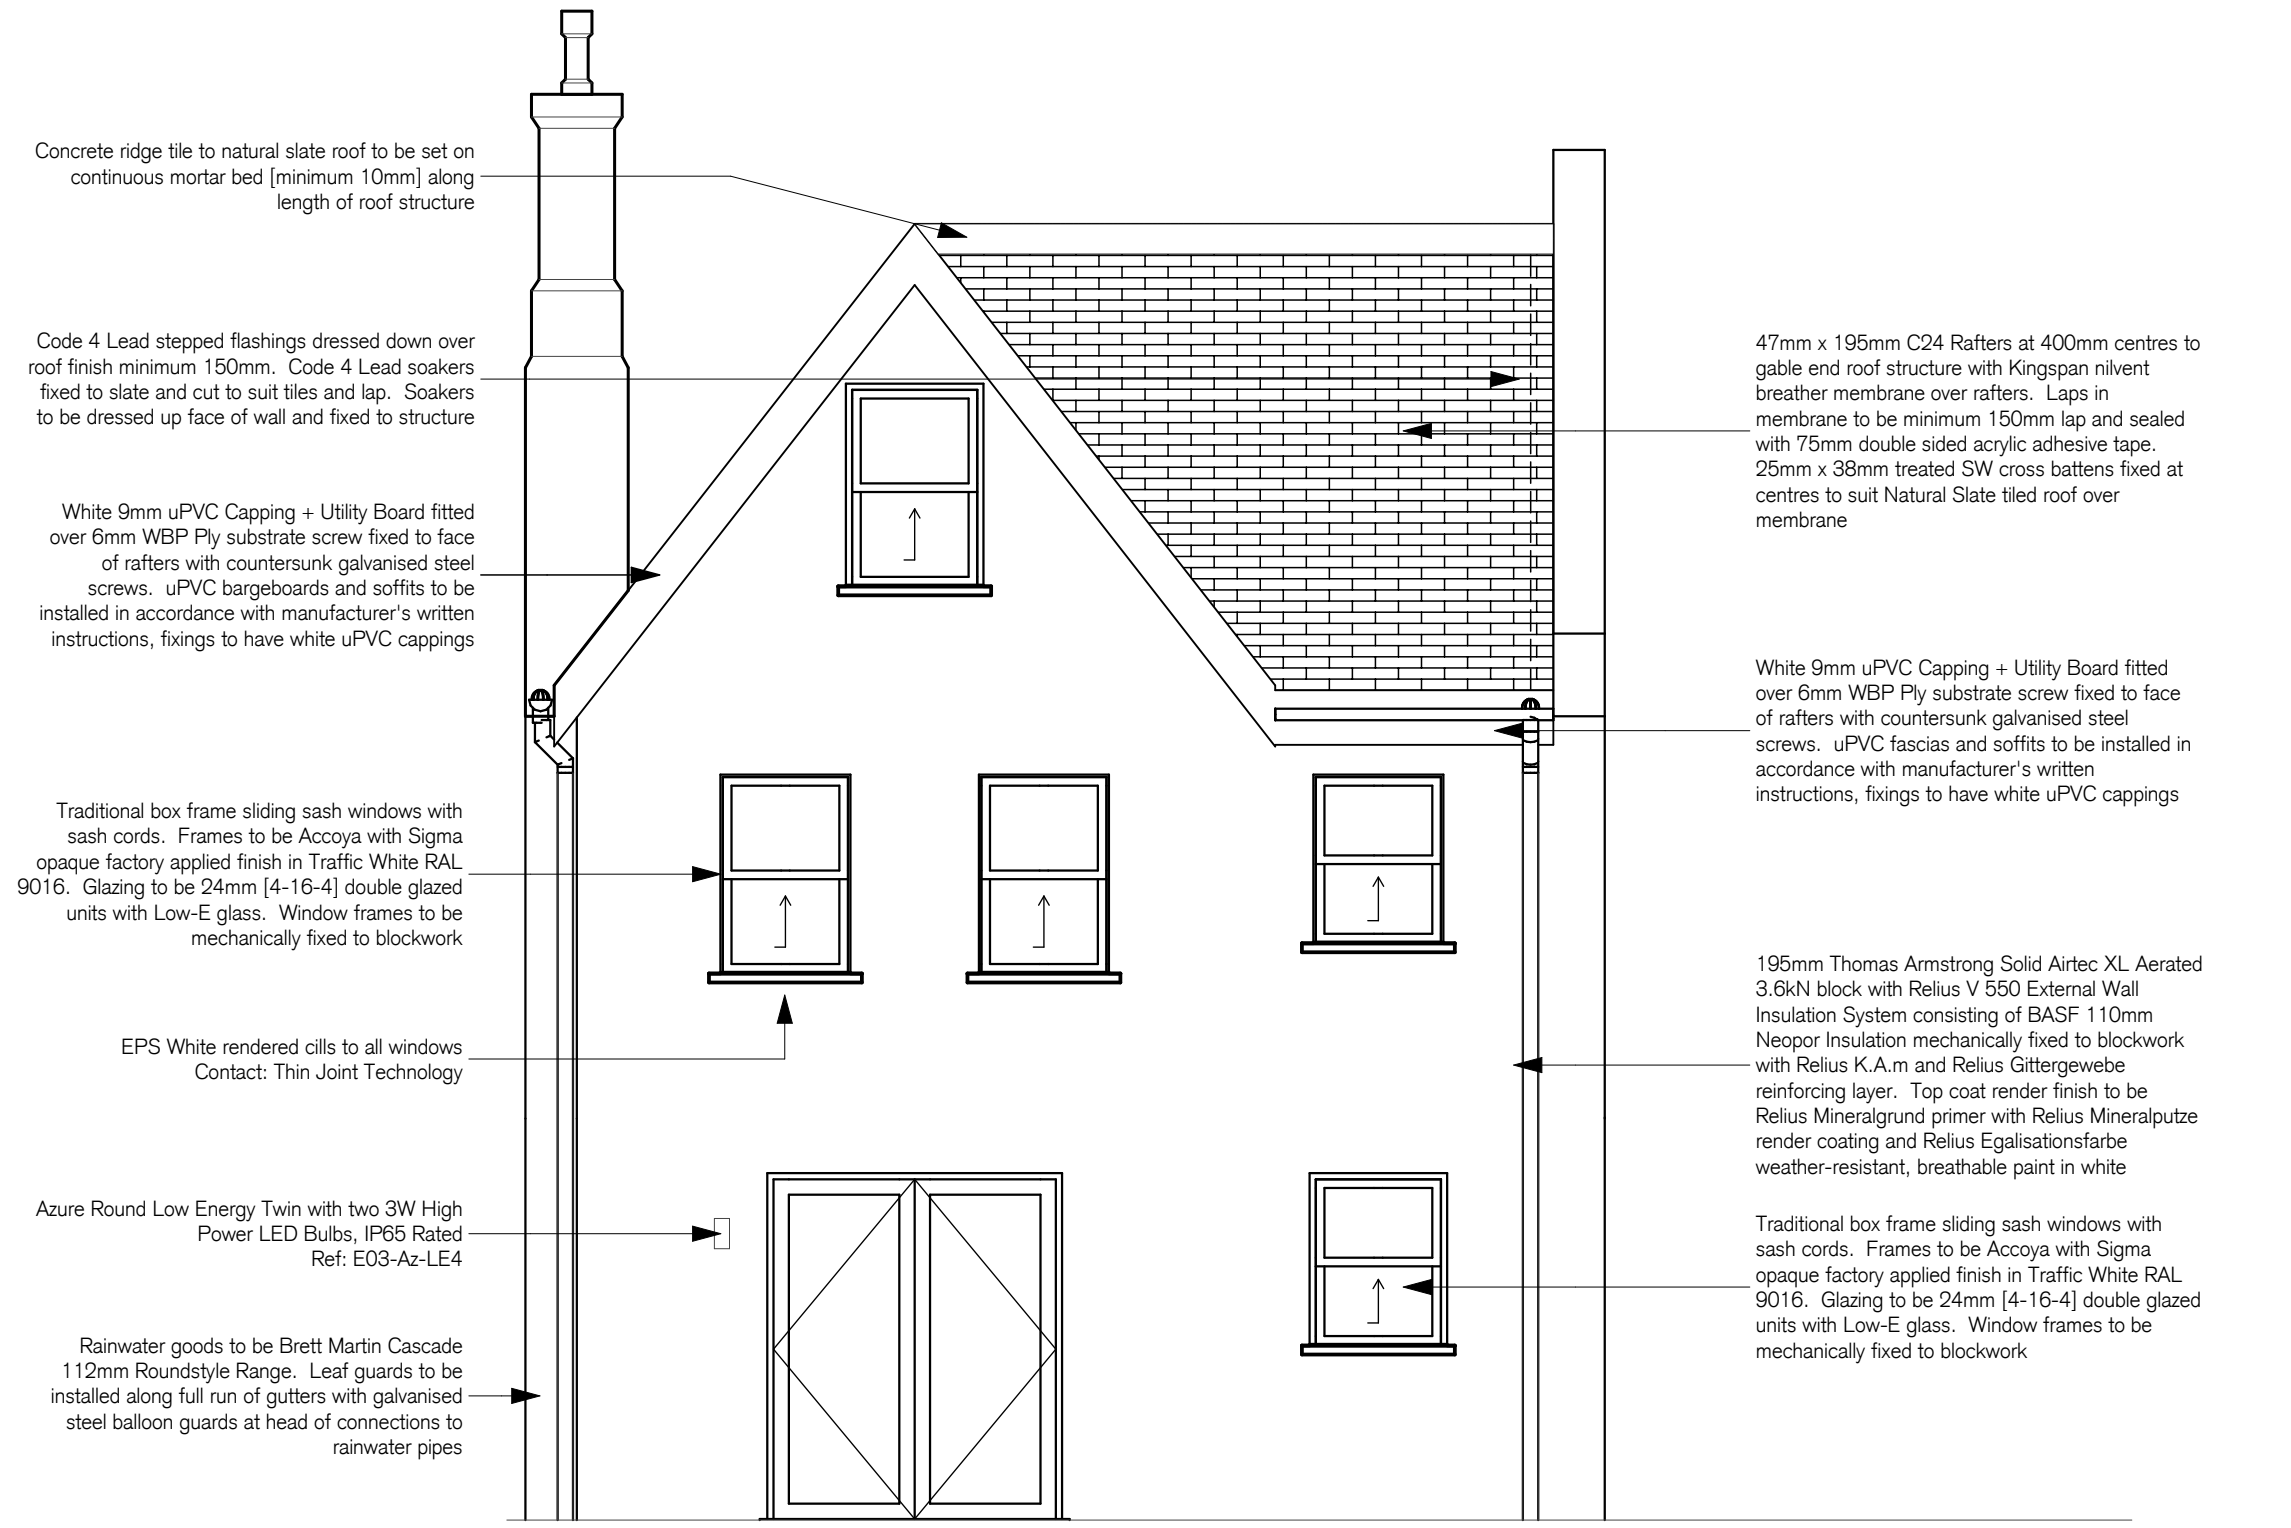 Concrete ridge tile to natural slate roof to be set on
continuous mortar bed [minimum 10mm] along
length of roof structure
Code 4 Lead stepped flashings dressed down over
roof finish minimum 150mm.  Code 4 Lead soakers
fixed to slate and cut to suit tiles and lap.  Soakers
to be dressed up face of wall and fixed to structure
White 9mm uPVC Capping + Utility Board fitted
over 6mm WBP Ply substrate screw fixed to face
of rafters with countersunk galvanised steel
screws.  uPVC bargeboards and soffits to be
installed in accordance with manufacturer's written
instructions, fixings to have white uPVC cappings
Traditional box frame sliding sash windows with
sash cords.  Frames to be Accoya with Sigma
opaque factory applied finish in Traffic White RAL
9016.  Glazing to be 24mm [4-16-4] double glazed
units with Low-E glass.  Window frames to be
mechanically fixed to blockwork
EPS White rendered cills to all windows
Contact: Thin Joint Technology
Azure Round Low Energy Twin with two 3W High
Power LED Bulbs, IP65 Rated
Ref: E03-Az-LE4
Rainwater goods to be Brett Martin Cascade
112mm Roundstyle Range.  Leaf guards to be
installed along full run of gutters with galvanised
steel balloon guards at head of connections to
rainwater pipes
47mm x 195mm C24 Rafters at 400mm centres to
gable end roof structure with Kingspan nilvent
breather membrane over rafters.  Laps in
membrane to be minimum 150mm lap and sealed
with 75mm double sided acrylic adhesive tape.
25mm x 38mm treated SW cross battens fixed at
centres to suit Natural Slate tiled roof over
membrane
White 9mm uPVC Capping + Utility Board fitted
over 6mm WBP Ply substrate screw fixed to face
of rafters with countersunk galvanised steel
screws.  uPVC fascias and soffits to be installed in
accordance with manufacturer's written
instructions, fixings to have white uPVC cappings
195mm Thomas Armstrong Solid Airtec XL Aerated
3.6kN block with Relius V 550 External Wall
Insulation System consisting of BASF 110mm
Neopor Insulation mechanically fixed to blockwork
with Relius K.A.m and Relius Gittergewebe
reinforcing layer.  Top coat render finish to be
Relius Mineralgrund primer with Relius Mineralputze
render coating and Relius Egalisationsfarbe
weather-resistant, breathable paint in white
Traditional box frame sliding sash windows with
sash cords.  Frames to be Accoya with Sigma
opaque factory applied finish in Traffic White RAL
9016.  Glazing to be 24mm [4-16-4] double glazed
units with Low-E glass.  Window frames to be
mechanically fixed to blockwork